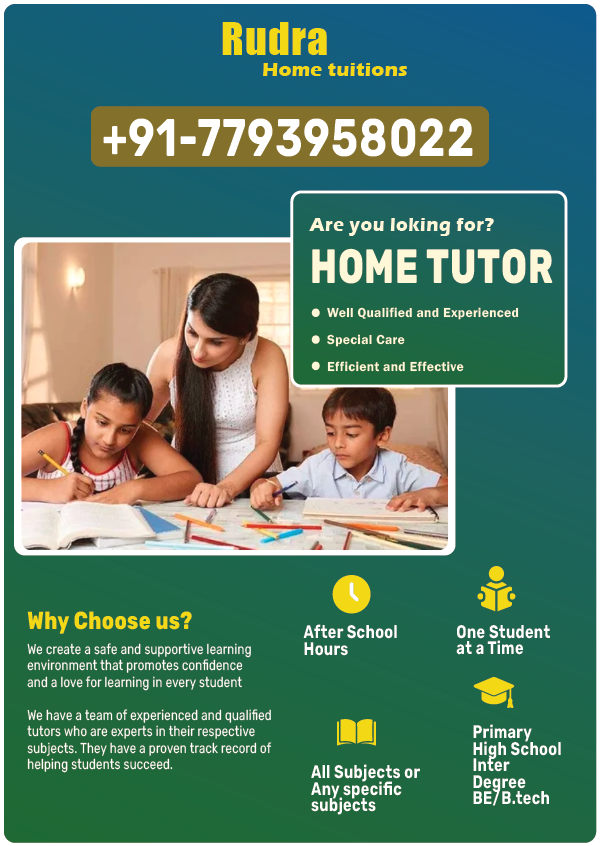 Rudra
Home tuitions
+91-7793958022
Are you loking for?
HOME TUTOR
● Well Qualified and Experienced
● Special Care
● Efficient and Effective
Why Choose us?
We create a safe and supportive learning
environment that promotes confidence
and a love for learning in every student
We have a team of experienced and qualified
tutors who are experts in their respective
subjects. They have a proven track record of
helping students succeed.
After School
Hours
One Student
at a Time
All Subjects or
Any specific
subjects
Primary
High School
Inter
Degree
BE/B.tech